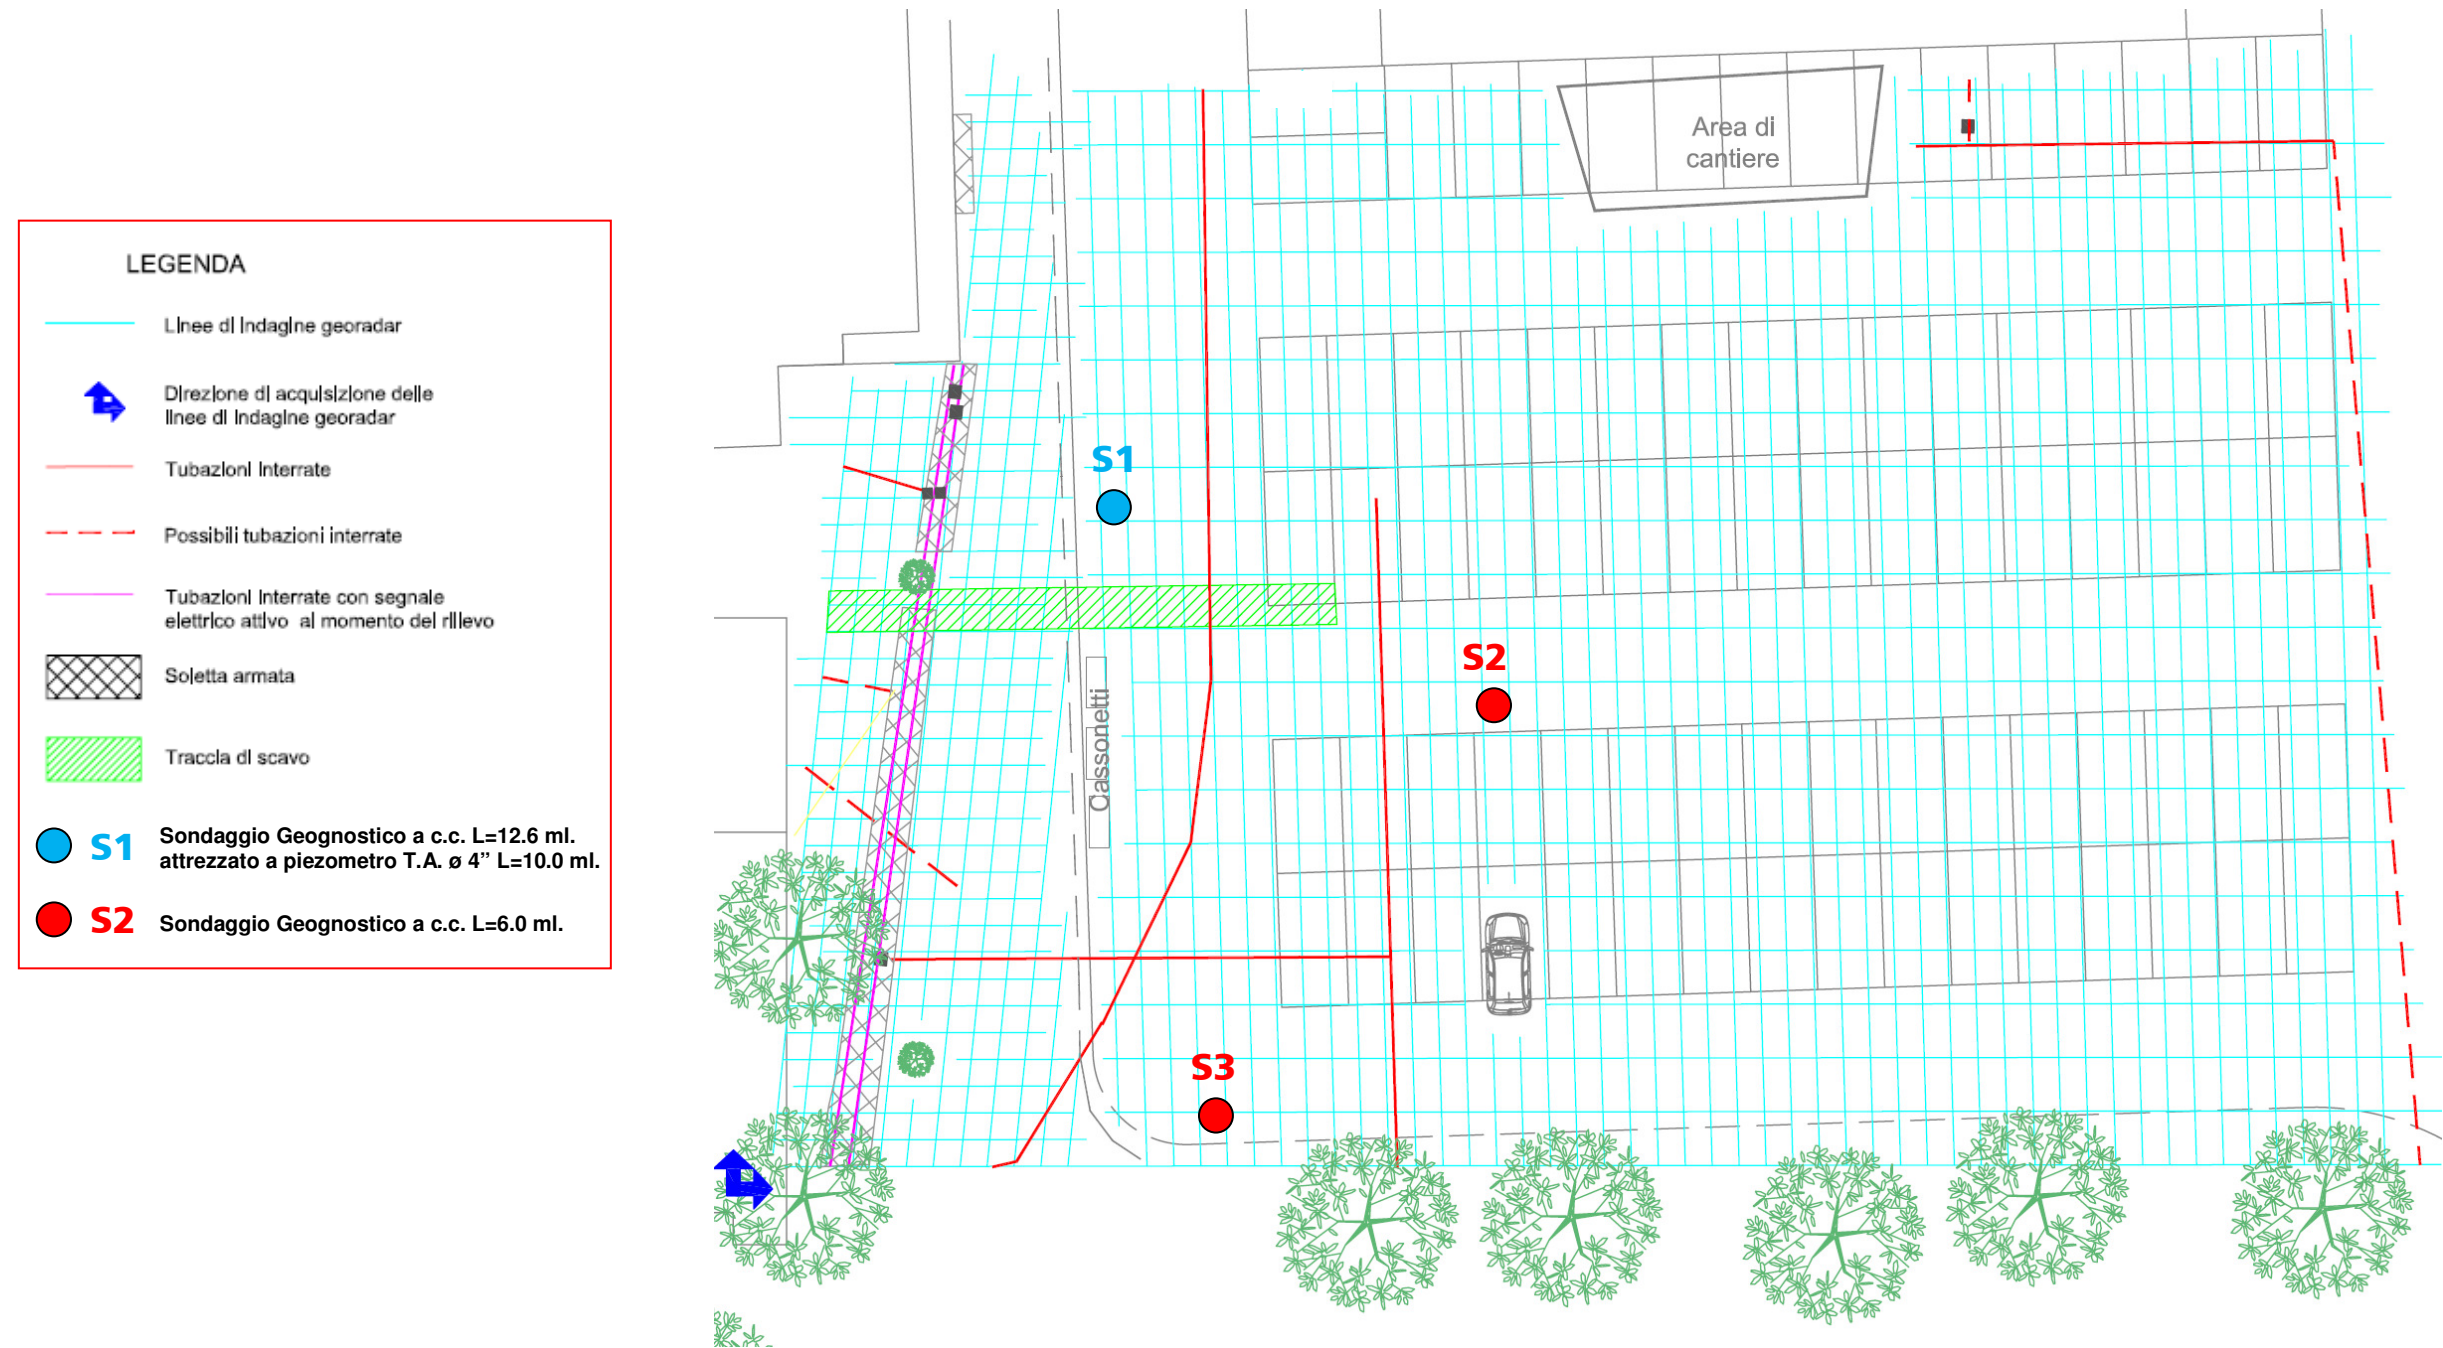 LEGENDA
Linee di indagine georadar
Direzione di acquisizione delle
linee di indagine georadar
Tubazioni interrate
Possibili tubazioni interrate
Tubazioni interrate con segnale
elettrico attivo al momento del rilievo
Soletta armata
Traccia di scavo
S1 Sondaggio Geognostico a c.c. L=12.6 ml.
attrezzato a piezometro T.A. ø 4” L=10.0 ml.
S2 Sondaggio Geognostico a c.c. L=6.0 ml.
Area di
cantiere
S1
S2
Cassonetti
S3